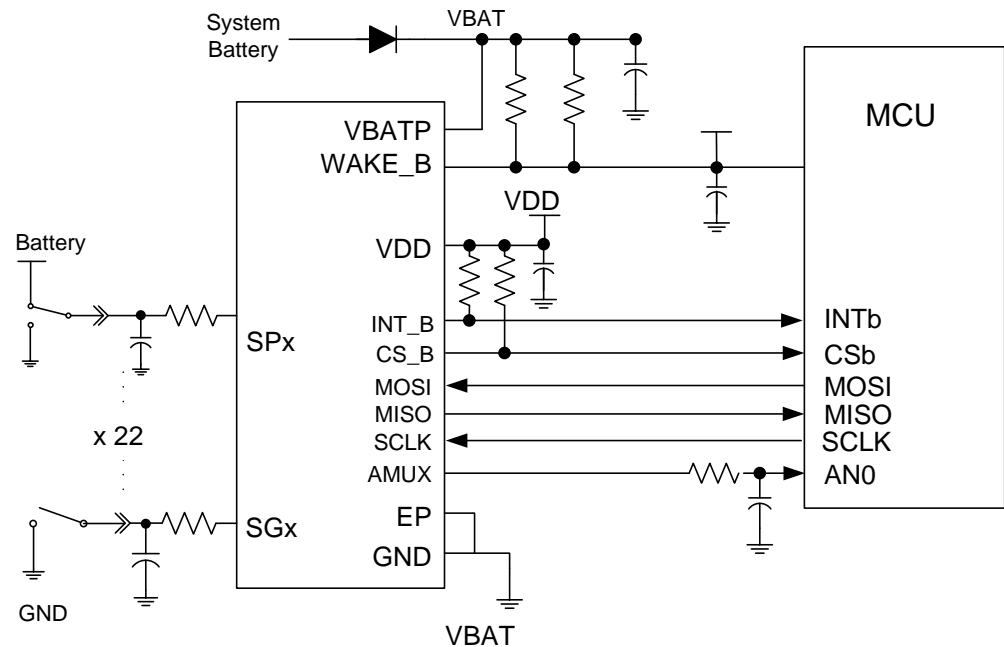 System
Battery
VBAT
MCU
VBATP
WAKE_B
VDD
VDD
Battery
INT_B
INTb
SPx
CS_B
CSb
MOSI
MOSI
MISO
MISO
x 22
SCLK
SCLK
AMUX
AN0
EP
SGx
GND
GND
VBAT